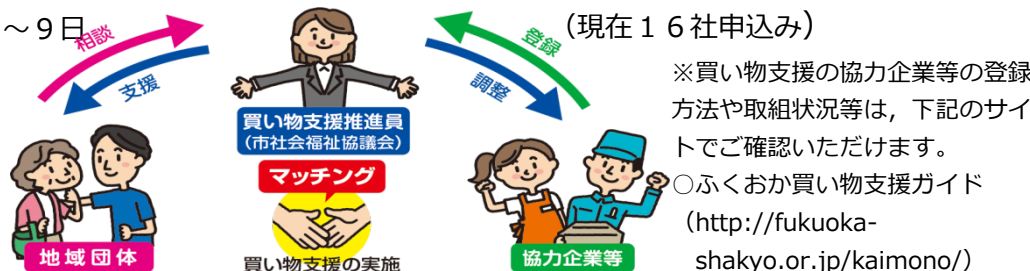 ～９日
相談
支援
（現在１６社申込み）
登録
調整
買い物支援推進員
（市社会福祉協議会）
マッチング
買い物支援の実施
地域団体
協力企業等
※買い物支援の協力企業等の登録
方法や取組状況等は，下記のサイ
トでご確認いただけます。
○ふくおか買い物支援ガイド
（http://fukuoka-
shakyo.or.jp/kaimono/）